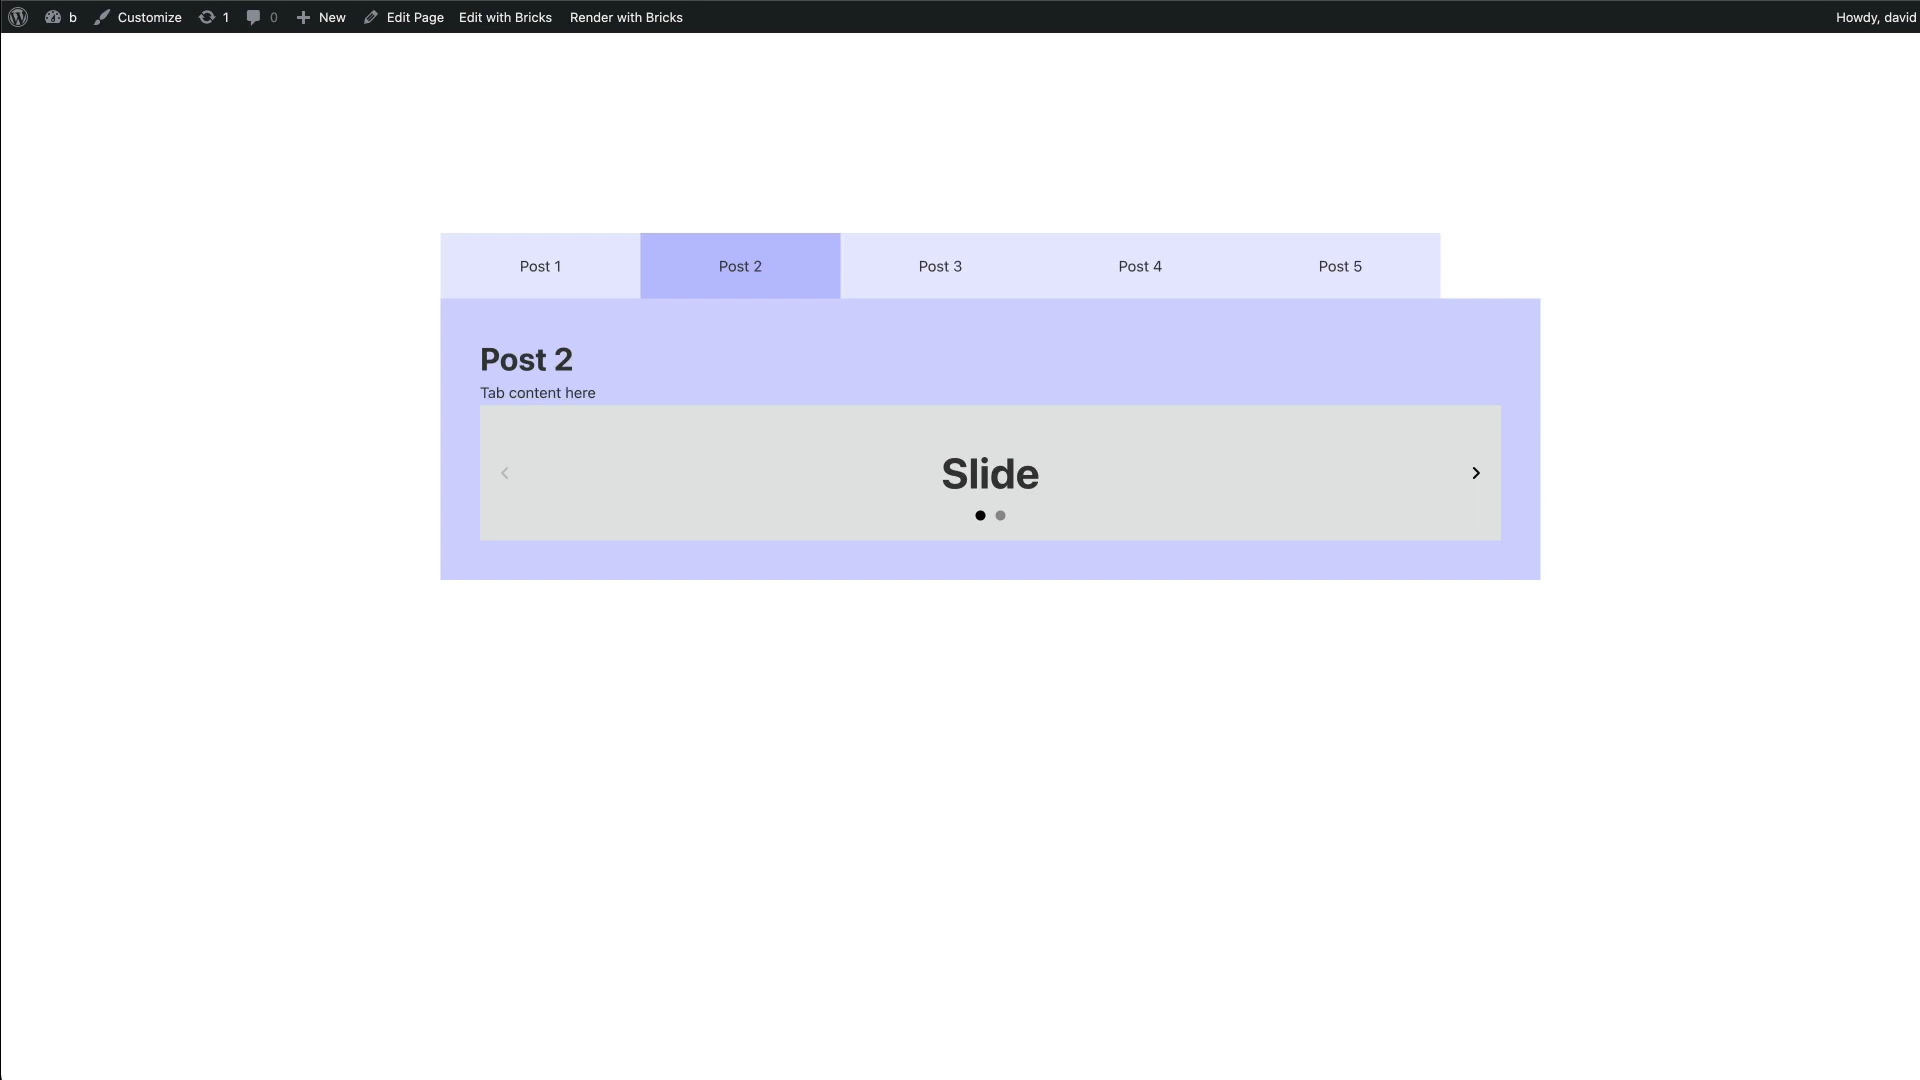 b Customize 1 0 New Edit Page Edit with Bricks Render with Bricks Howdy, david
Post 1 Post 2 Post 3 Post 4 Post 5
Post 2
Tab content here
Slide